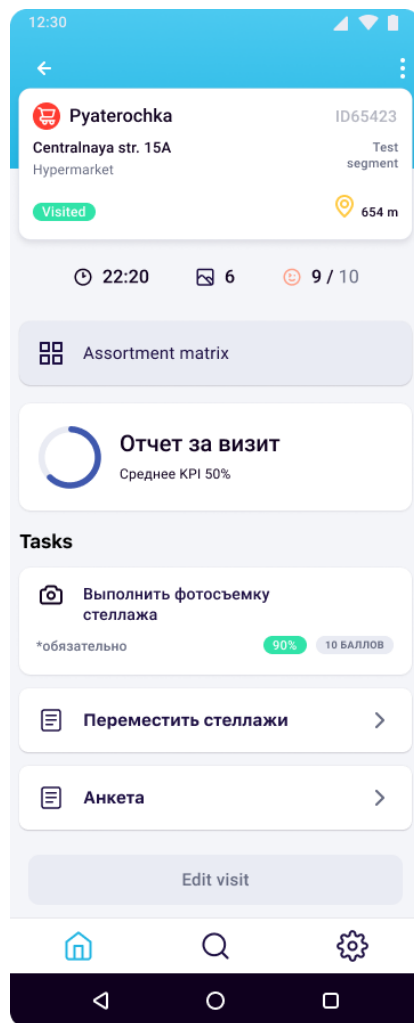 12:30
Pyaterochka
ID65423
Centralnaya str. 15A
Test
segment
Hypermarket
Visited
654 m
22:20
6
9 / 10
Assortment matrix
Отчет за визит
Среднее KPI 50%
Tasks
Выполнить фотосъемку
стеллажа
*обязательно
90%
10 БАЛЛОВ
Переместить стеллажи
Анкета
Edit visit